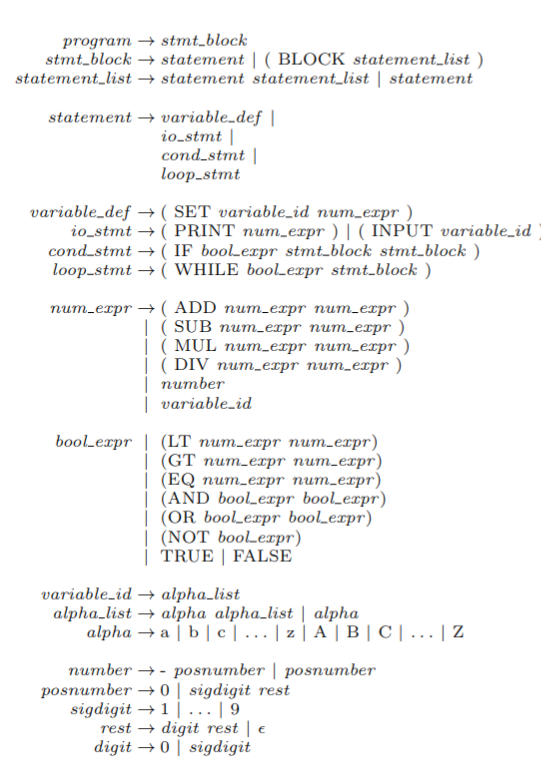 program → stmt_block
stmt_block → statement | ( BLOCK statement_list )
statement_list → statement statement_list | statement
statement → variable_def |
io_stmt |
cond_stmt |
loop_stmt
variable_def → ( SET variable_id num_expr )
io_stmt → ( PRINT num_expr ) | ( INPUT variable_id )
cond_stmt → ( IF bool_expr stmt_block stmt_block )
loop_stmt → ( WHILE bool_expr stmt_block )
num_expr → ( ADD num_expr num_expr )
| ( SUB num_expr num_expr )
| ( MUL num_expr num_expr )
| ( DIV num_expr num_expr )
| number
| variable_id
bool_expr | (LT num_expr num_expr)
| (GT num_expr num_expr)
| (EQ num_expr num_expr)
| (AND bool_expr bool_expr)
| (OR bool_expr bool_expr)
| (NOT bool_expr)
| TRUE | FALSE
variable_id → alpha_list
alpha_list → alpha alpha_list | alpha
alpha → a | b | c | ... | z | A | B | C | ... | Z
number → - posnumber | posnumber
posnumber → 0 | sigdigit rest
sigdigit → 1 | ... | 9
rest → digit rest | ϵ
digit → 0 | sigdigit